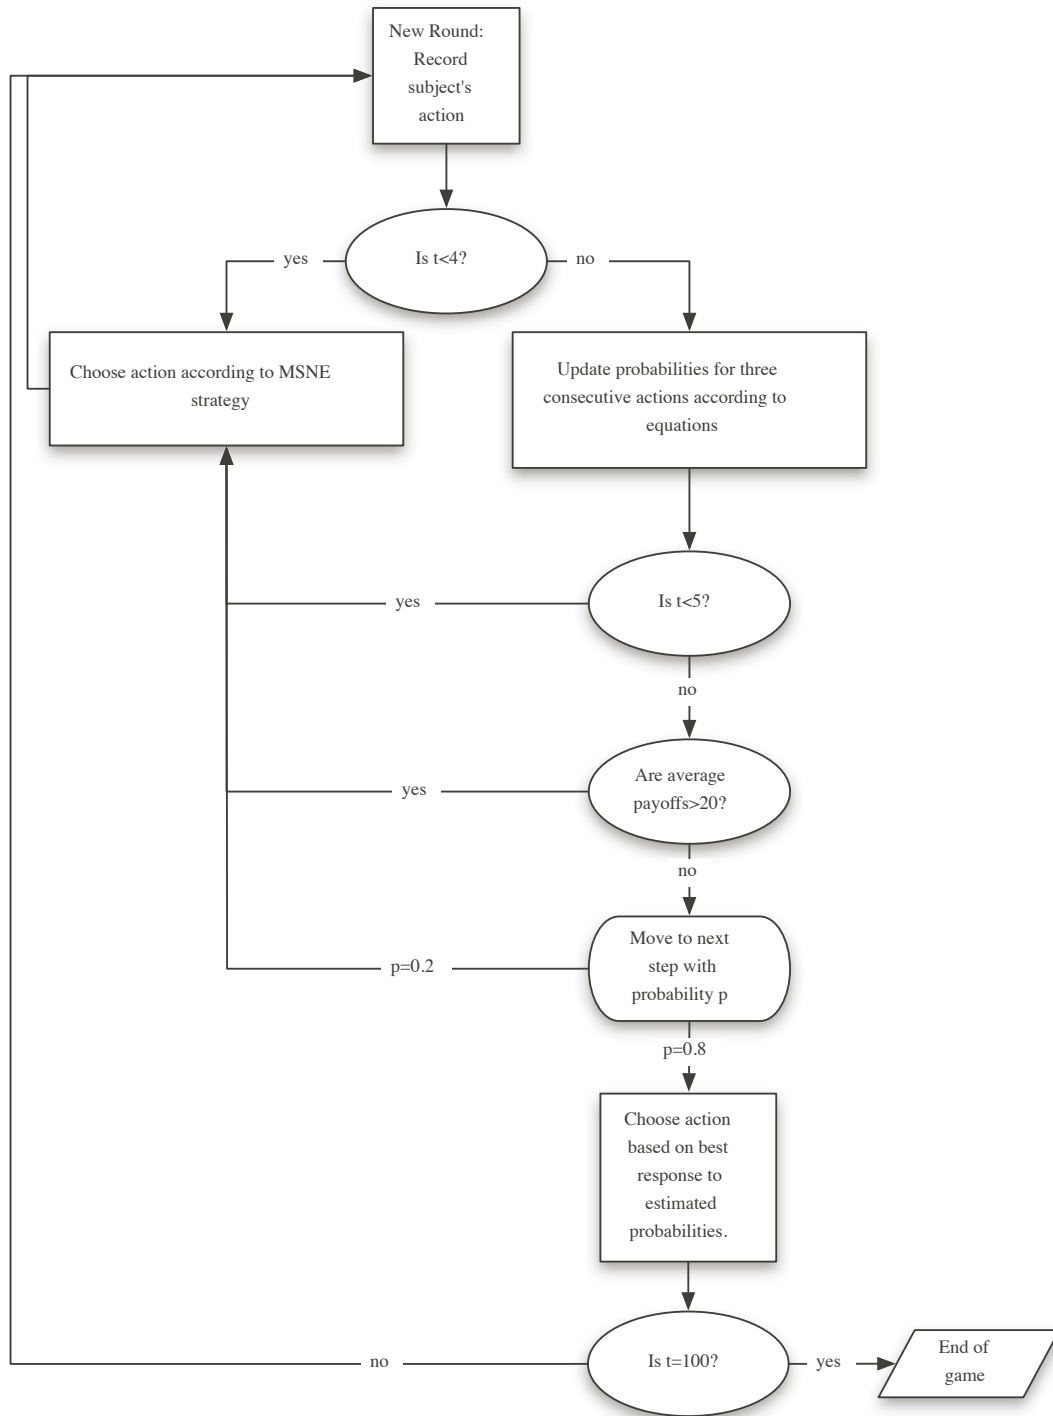 New Round:
Record
subject's
action
Is t<4?
yes
no
Choose action according to MSNE
strategy
Update probabilities for three
consecutive actions according to
equations
Is t<5?
yes
no
Are average
payoffs>20?
yes
no
Move to next
step with
probability p
p=0.2
p=0.8
Choose action
based on best
response to
estimated
probabilities.
Is t=100?
no
yes
End of
game